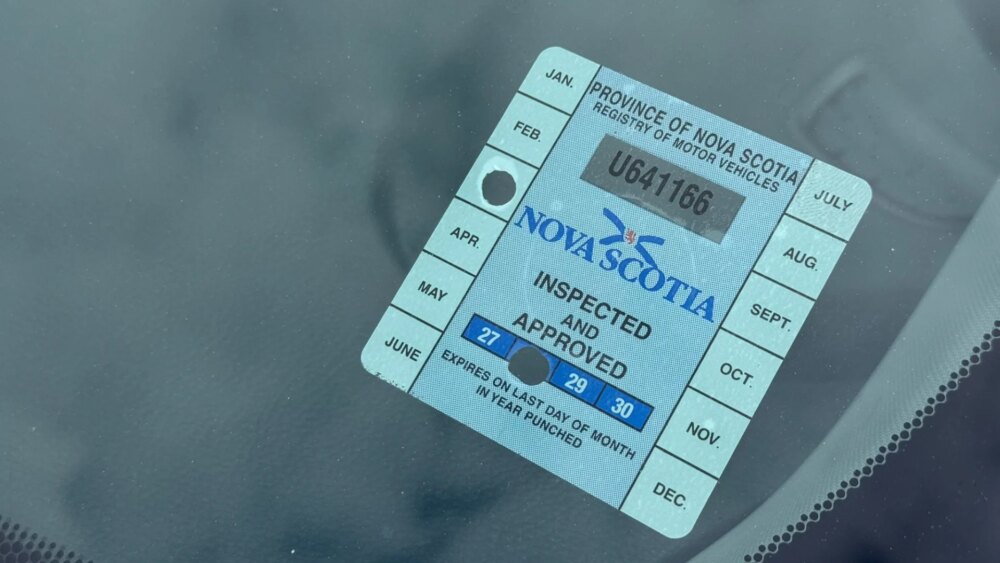 JAN.
FEB.
APR.
MAY
JUNE
PROVINCE OF NOVA SCOTIA
REGISTRY OF MOTOR VEHICLES
U641166
NOVA SCOTIA
INSPECTED
AND
APPROVED
27 29 30
EXPIRES ON LAST DAY OF MONTH
IN YEAR PUNCHED
JULY
AUG.
SEPT.
OCT.
NOV.
DEC.